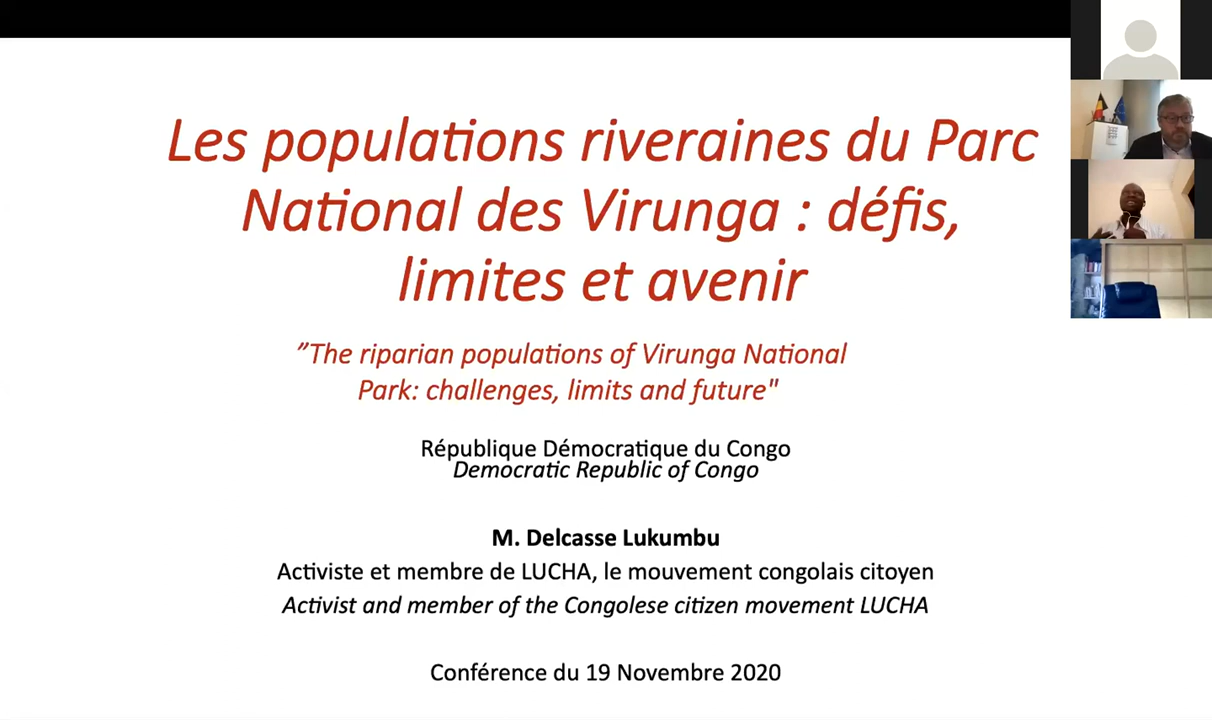 Les populations riveraines du Parc
National des Virunga : défis,
limites et avenir
”The riparian populations of Virunga National
Park: challenges, limits and future"
République Démocratique du Congo
Democratic Republic of Congo
M. Delcasse Lukumbu
Activiste et membre de LUCHA, le mouvement congolais citoyen
Activist and member of the Congolese citizen movement LUCHA
Conférence du 19 Novembre 2020